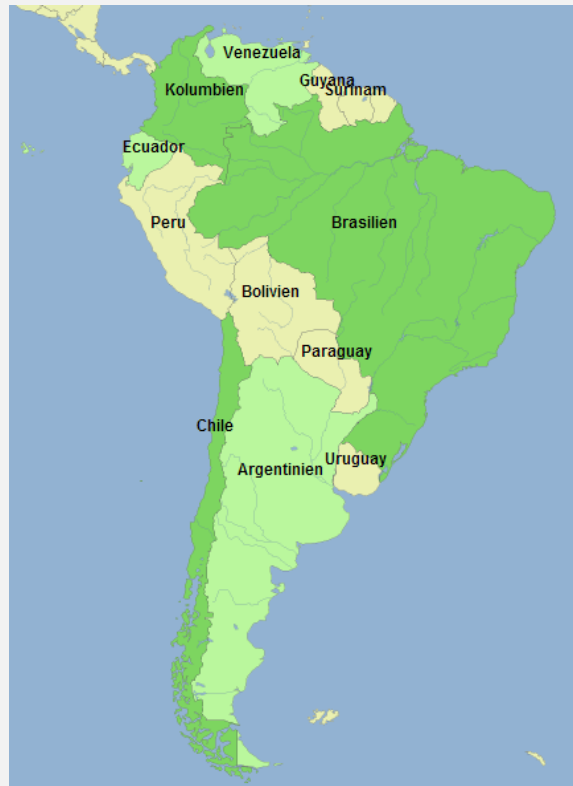 Venezuela
Guyana
Surinam
Kolumbien
Ecuador
Peru
Brasilien
Bolivien
Paraguay
Chile
Uruguay
Argentinien